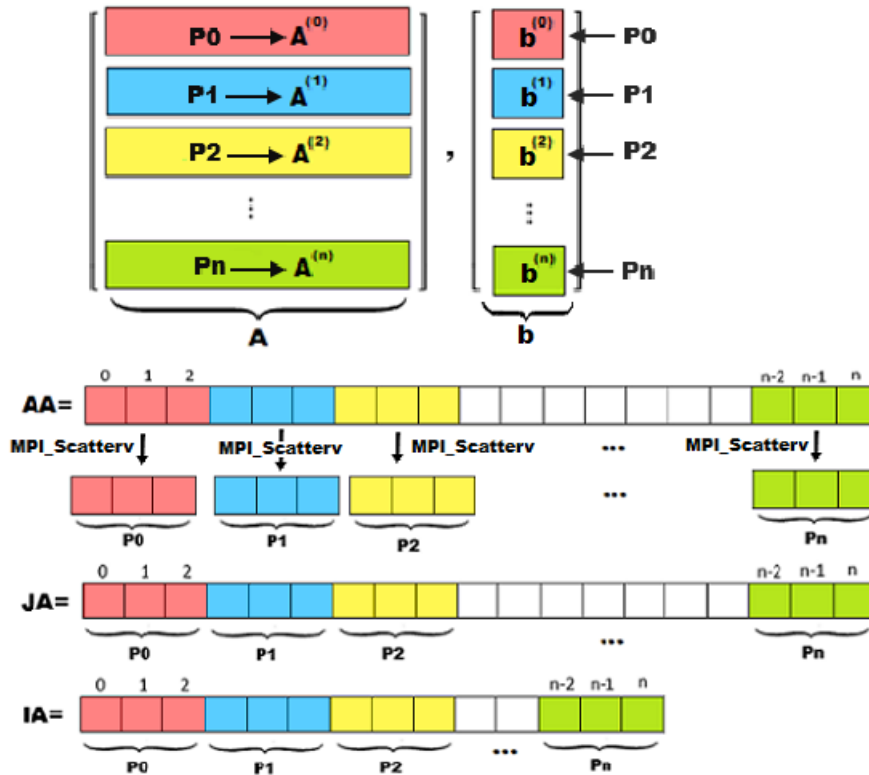 P0 → A^(0) b^(0) ← P0
P1 → A^(1) b^(1) ← P1
P2 → A^(2) , b^(2) ← P2
⋮ ⋮
Pn → A^(n) b^(n) ← Pn
A b
0 1 2 n-2 n-1 n
AA=
MPI_Scatterv MPI_Scatterv MPI_Scatterv ... MPI_Scatterv
...
P0 P1 P2 Pn
0 1 2 n-2 n-1 n
JA=
P0 P1 P2 ... Pn
0 1 2 n-2 n-1 n
IA=
P0 P1 P2 ... Pn